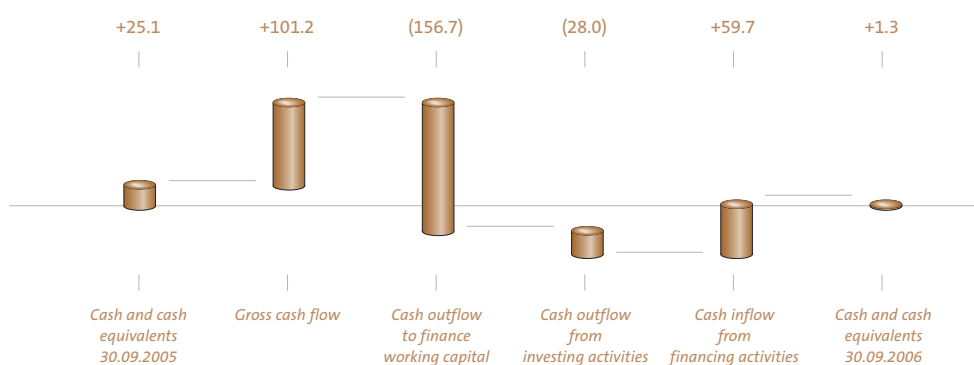 +25.1
+101.2
(156.7)
(28.0)
+59.7
+1.3
Cash and cash
equivalents
30.09.2005
Gross cash flow
Cash outflow
to finance
working capital
Cash outflow
from
investing activities
Cash inflow
from
financing activities
Cash and cash
equivalents
30.09.2006